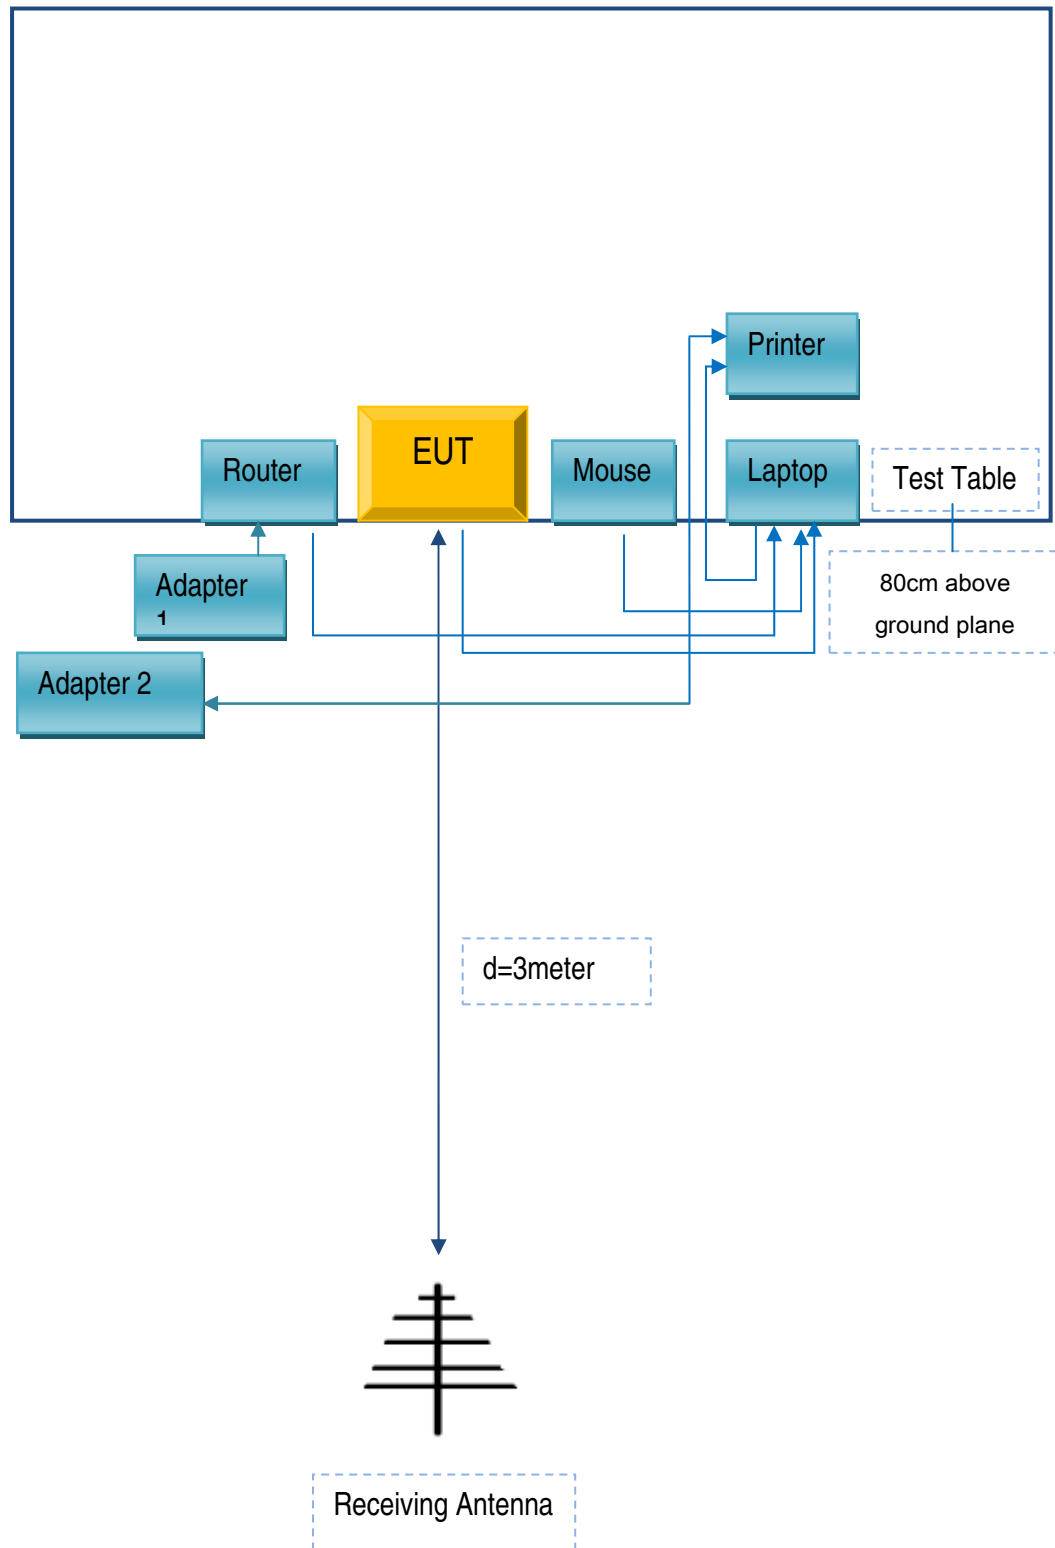 Printer
EUT
Router
Mouse
Laptop
Test Table
Adapter
1
80cm above
ground plane
Adapter 2
d=3meter
Receiving Antenna